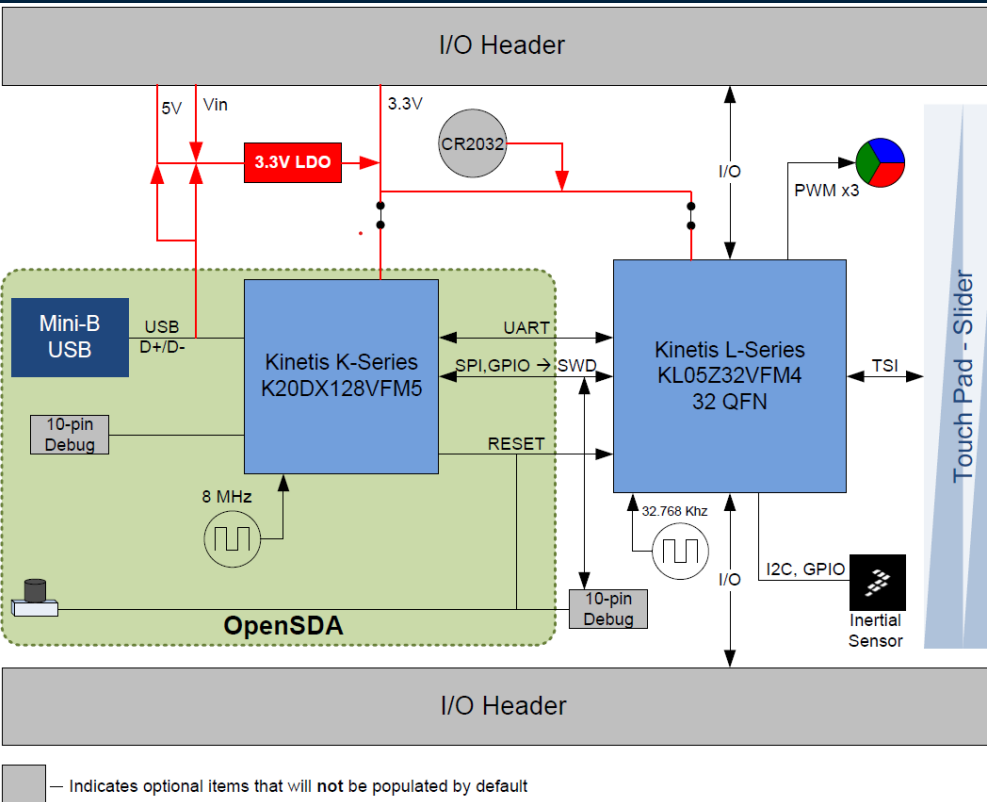 I/O Header
5V
Vin
3.3V
3.3V LDO
CR2032
I/O
PWM x3
Mini-B
USB
USB
D+/D-
Kinetis K-Series
K20DX128VFM5
UART
SPI,GPIO → SWD
RESET
Kinetis L-Series
KL05Z32VFM4
32 QFN
TSI
Touch Pad - Slider
10-pin
Debug
8 MHz
32.768 Khz
I/O
I2C, GPIO
Inertial
Sensor
10-pin
Debug
OpenSDA
I/O Header
— Indicates optional items that will not be populated by default